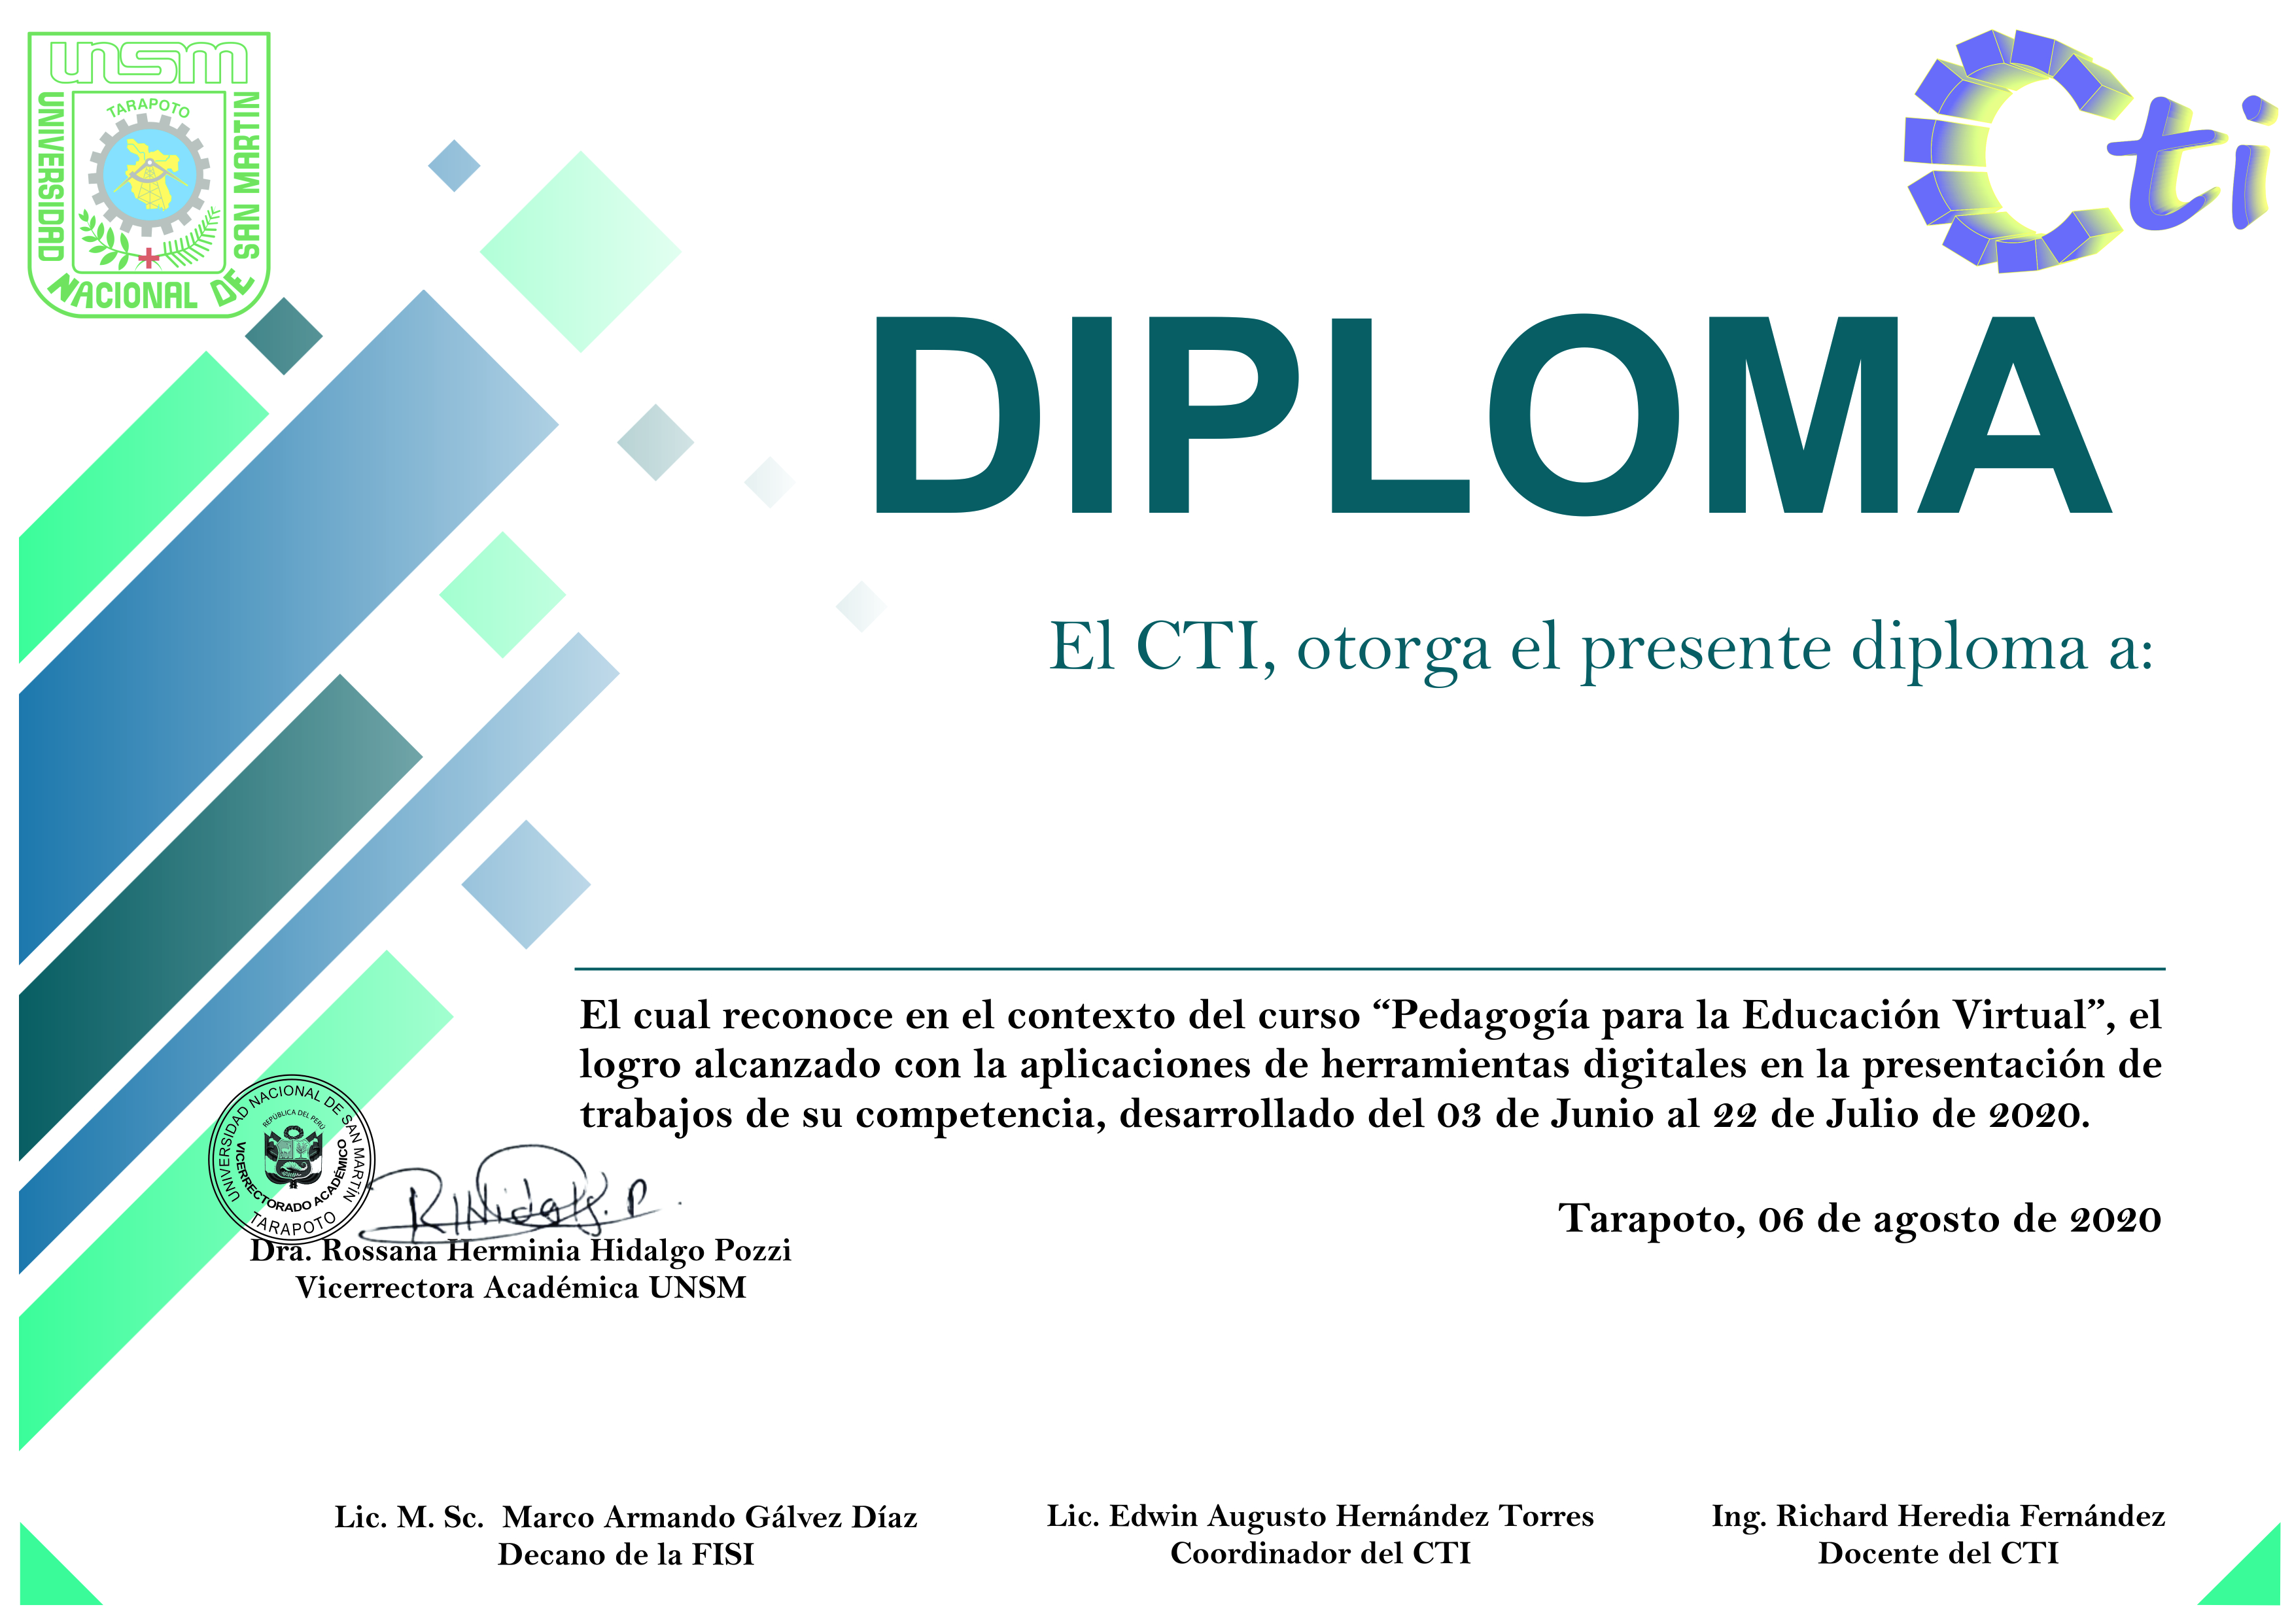 unsm
TARAPOTO
UNIVERSIDAD NACIONAL DE SAN MARTIN
Cti
DIPLOMA
El CTI, otorga el presente diploma a:
El cual reconoce en el contexto del curso “Pedagogía para la Educación Virtual”, el
logro alcanzado con la aplicaciones de herramientas digitales en la presentación de
trabajos de su competencia, desarrollado del 03 de Junio al 22 de Julio de 2020.
UNIVERSIDAD NACIONAL DE SAN MARTÍN
REPÚBLICA DEL PERÚ
VICERRECTORADO ACADÉMICO
TARAPOTO
R H Hidalgo. P.
Tarapoto, 06 de agosto de 2020
Dra. Rossana Herminia Hidalgo Pozzi
Vicerrectora Académica UNSM
Lic. M. Sc.  Marco Armando Gálvez Díaz
Decano de la FISI
Lic. Edwin Augusto Hernández Torres
Coordinador del CTI
Ing. Richard Heredia Fernández
Docente del CTI